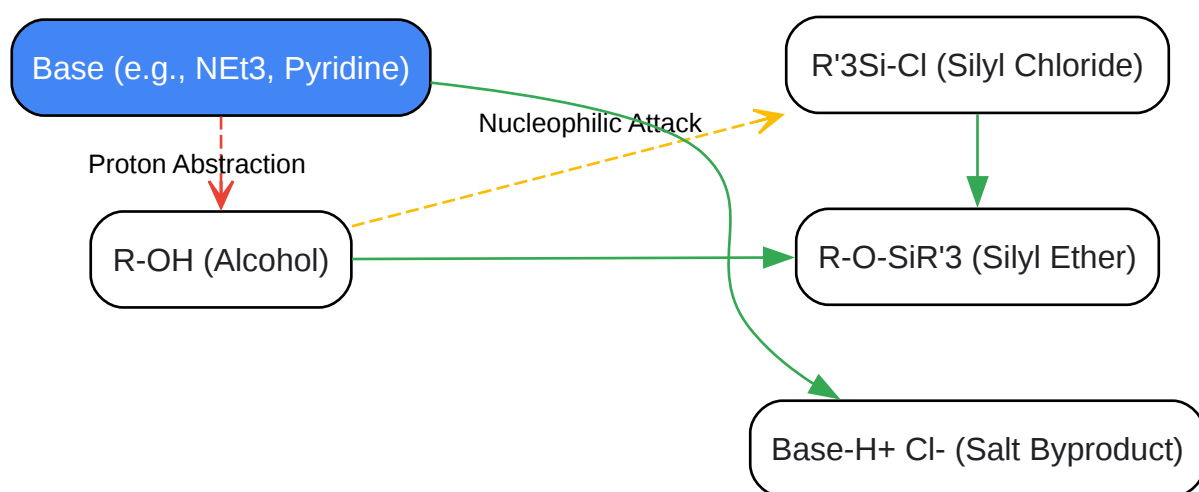 Base (e.g., NEt3, Pyridine)
R'3Si-Cl (Silyl Chloride)
Nucleophilic Attack
Proton Abstraction
R-OH (Alcohol)
R-O-SiR'3 (Silyl Ether)
Base-H+ Cl- (Salt Byproduct)